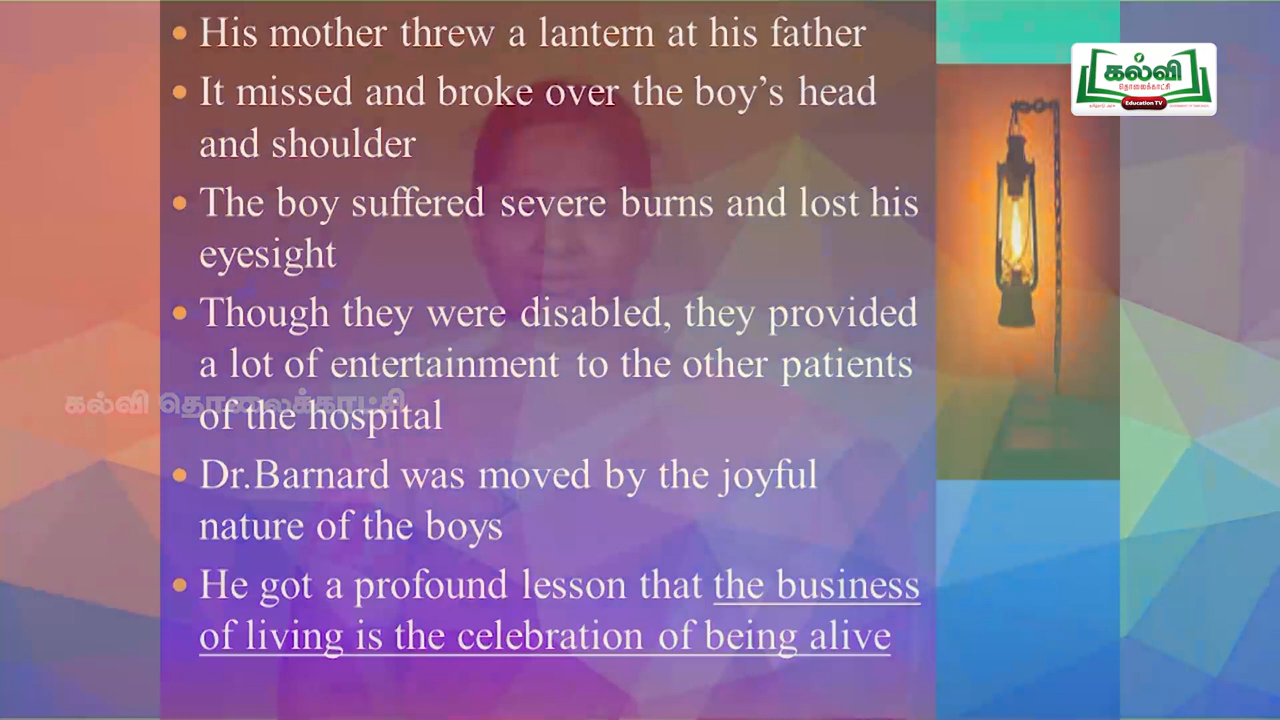 • His mother threw a lantern at his father
• It missed and broke over the boy's head
and shoulder
• The boy suffered severe burns and lost his
eyesight
• Though they were disabled, they provided
a lot of entertainment to the other patients
of the hospital
• Dr.Barnard was moved by the joyful
nature of the boys
• He got a profound lesson that the business
of living is the celebration of being alive
கல்வி
தொலைக்காட்சி
Education TV
கல்வி தொலைக்காட்சி